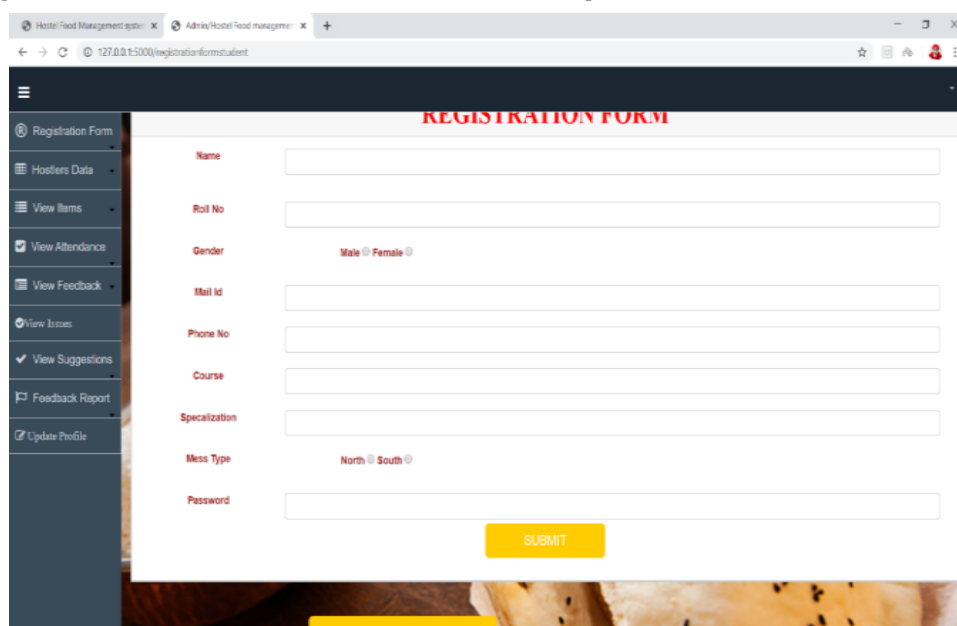 Hostel Food Management system X Admin/Hostel Food managemen X +
127.0.0.1:5000/registrationformstudent
REGISTRATION FORM
Registration Form
Name
Hostlers Data
View Items
Roll No
View Attendance
Gender Male Female
View Feedback
Mail Id
View Issues
Phone No
View Suggestions
Course
Feedback Report
Specalization
Update Profile
Mess Type North South
Password
SUBMIT